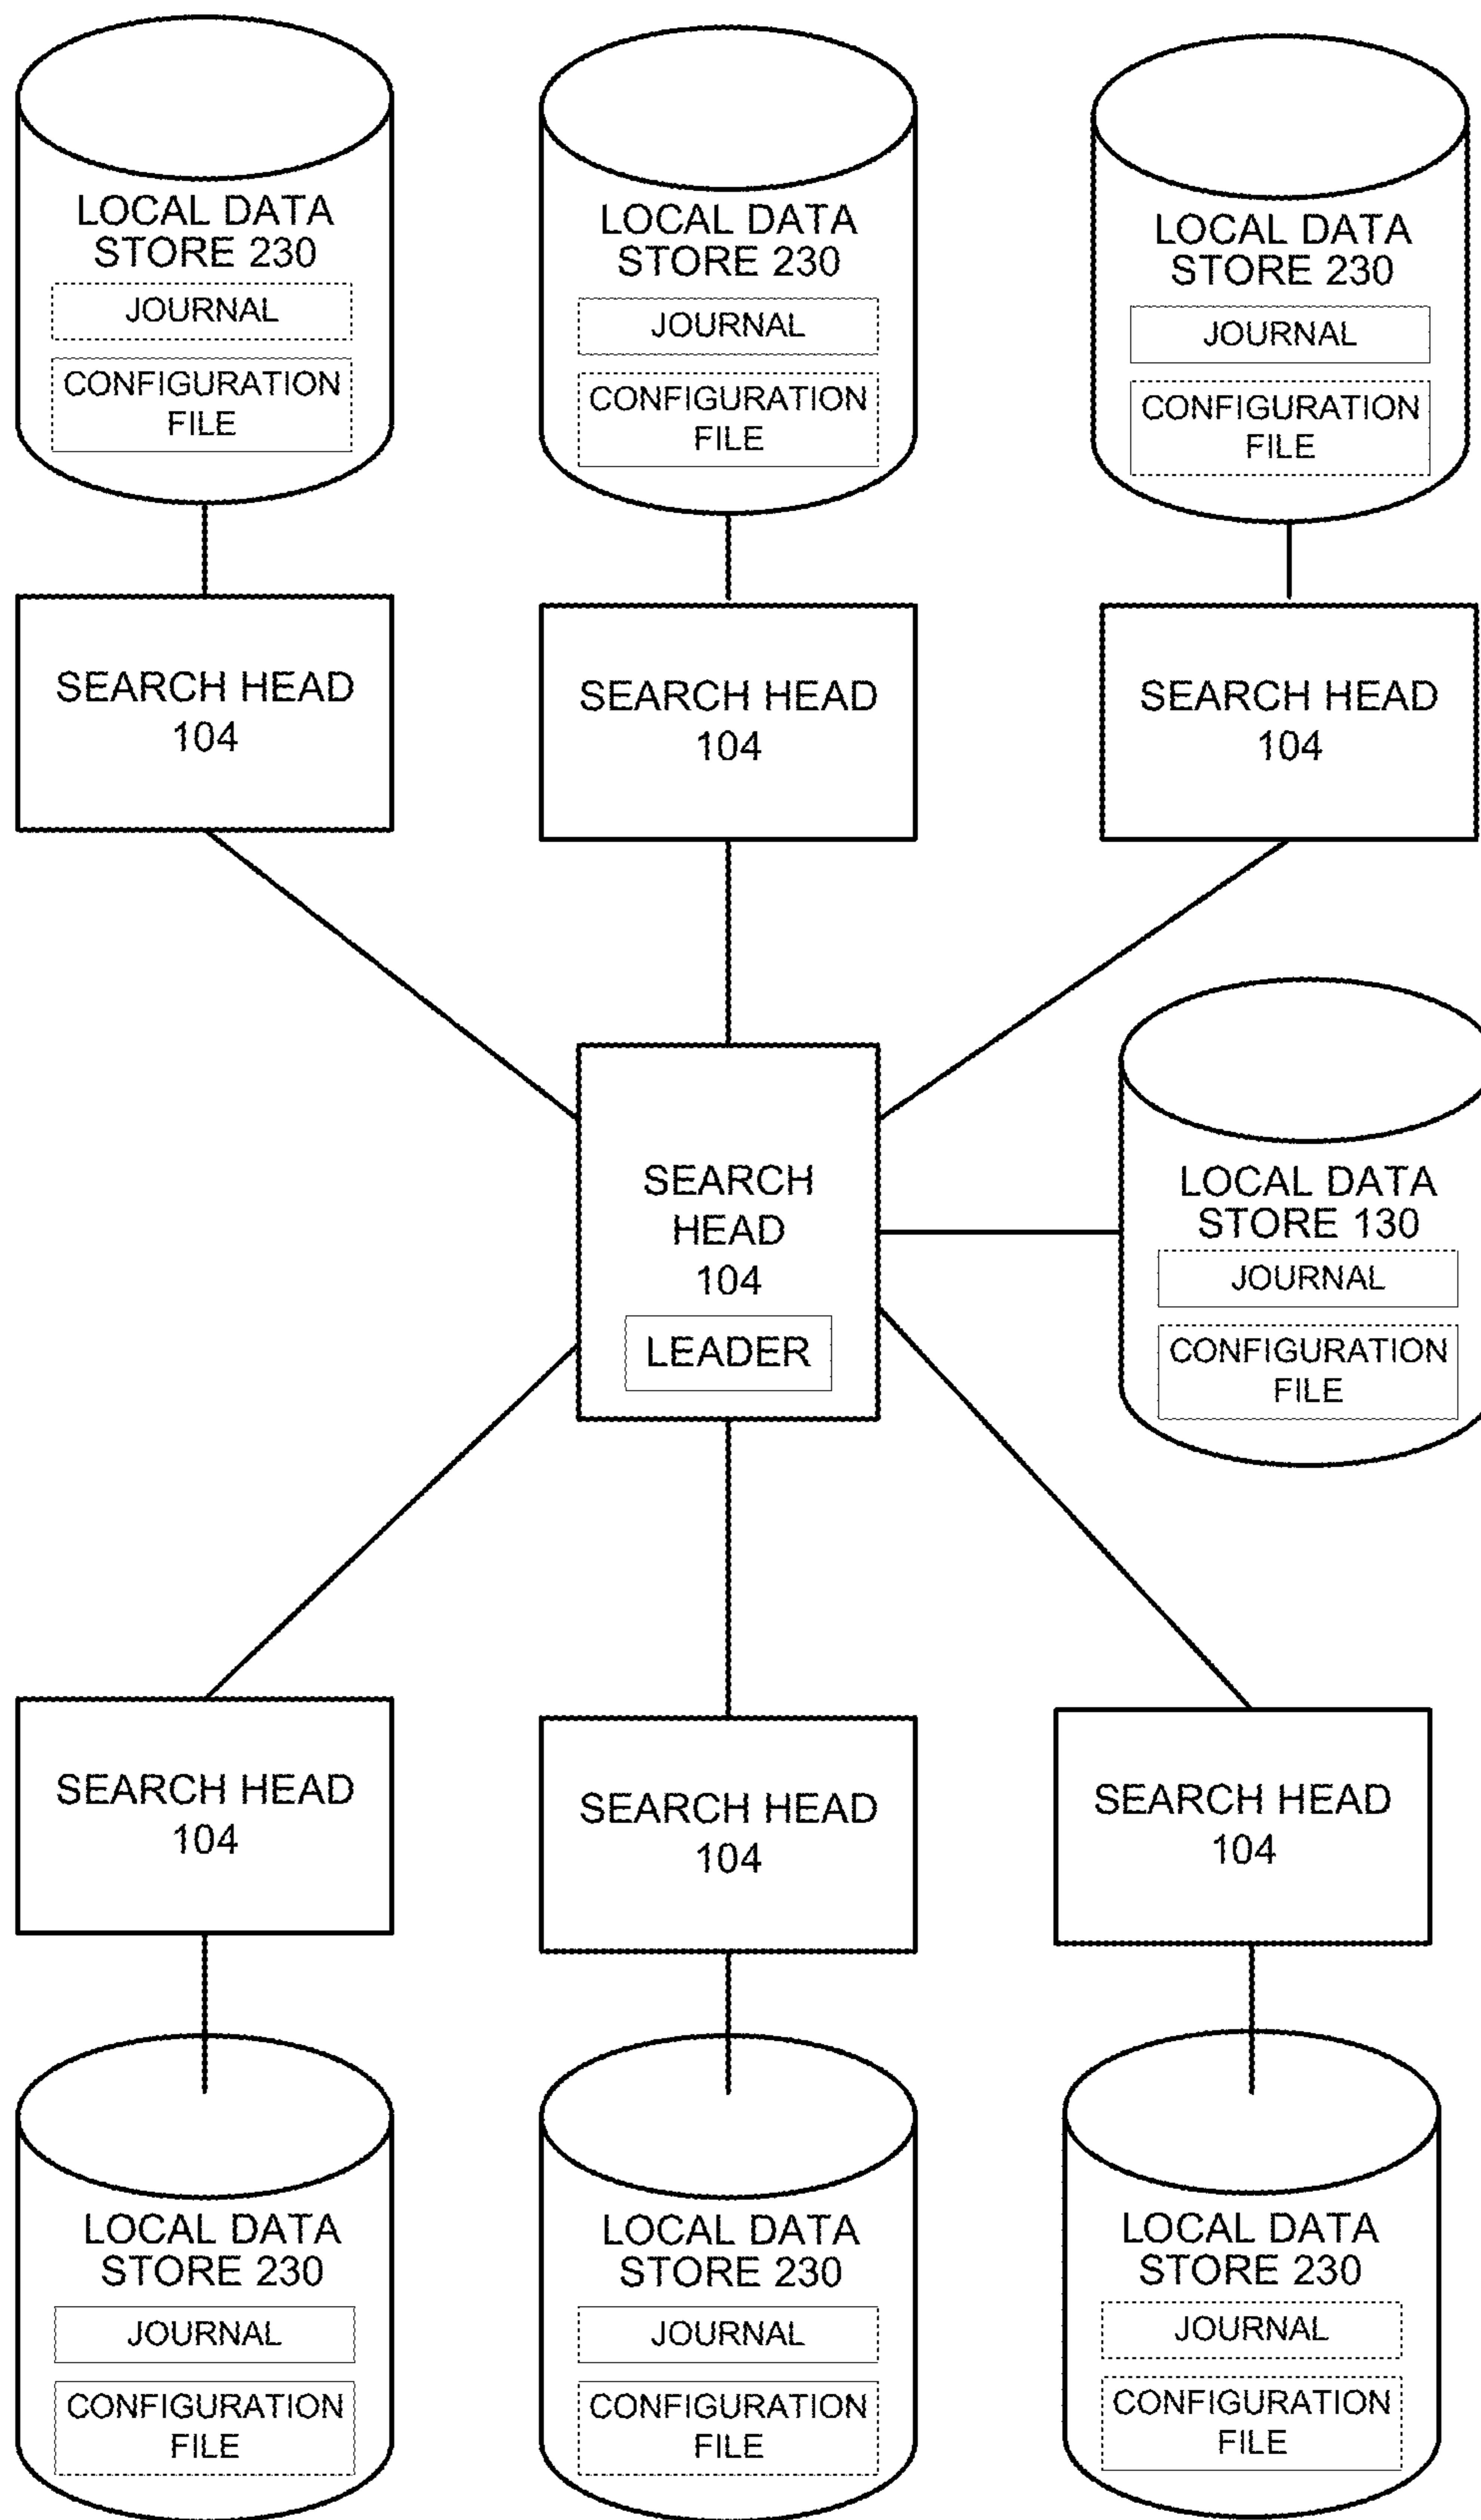 LOCAL DATA
STORE 230
JOURNAL
CONFIGURATION
FILE
LOCAL DATA
STORE 230
JOURNAL
CONFIGURATION
FILE
LOCAL DATA
STORE 230
JOURNAL
CONFIGURATION
FILE
SEARCH HEAD
104
SEARCH HEAD
104
SEARCH HEAD
104
SEARCH
HEAD
104
LEADER
LOCAL DATA
STORE 130
JOURNAL
CONFIGURATION
FILE
SEARCH HEAD
104
SEARCH HEAD
104
SEARCH HEAD
104
LOCAL DATA
STORE 230
JOURNAL
CONFIGURATION
FILE
LOCAL DATA
STORE 230
JOURNAL
CONFIGURATION
FILE
LOCAL DATA
STORE 230
JOURNAL
CONFIGURATION
FILE